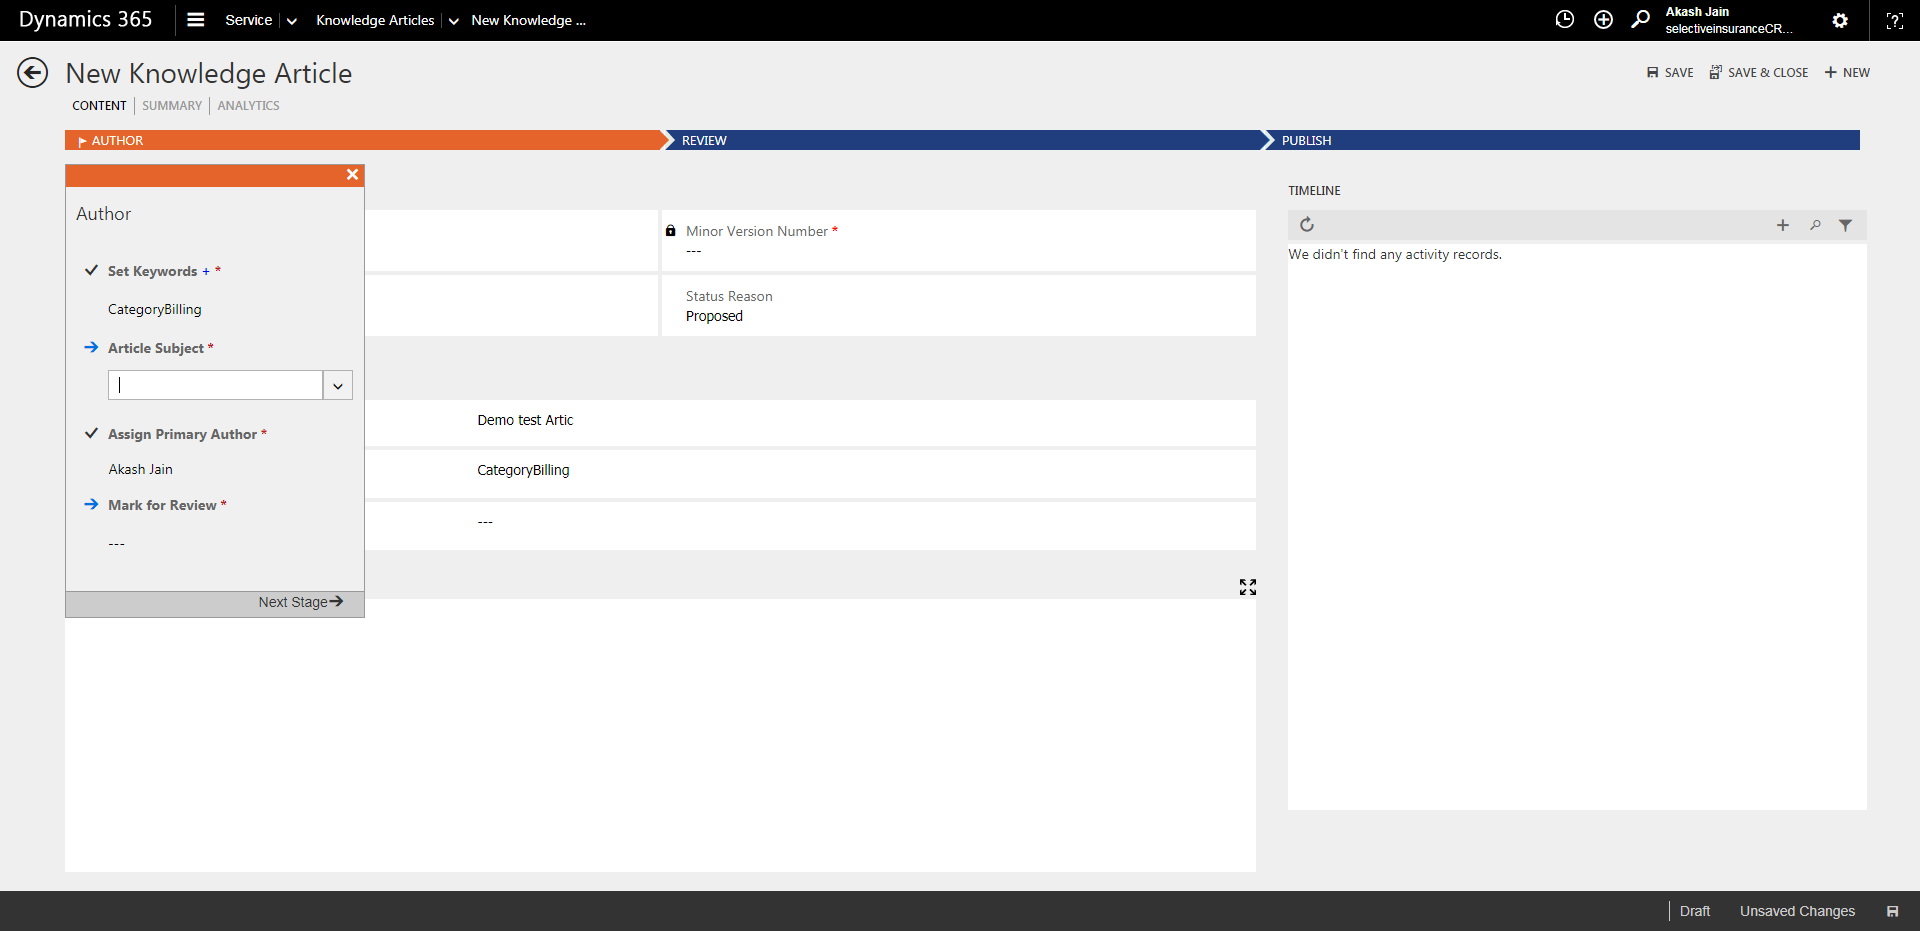 Dynamics 365 Service Knowledge Articles New Knowledge ... Akash Jain
selectiveinsuranceCR...
New Knowledge Article
SAVE SAVE & CLOSE + NEW
CONTENT SUMMARY ANALYTICS
AUTHOR REVIEW PUBLISH
Author
Set Keywords + *
CategoryBilling
Article Subject *
Assign Primary Author *
Akash Jain
Mark for Review *
---
Next Stage
Minor Version Number *
---
Status Reason
Proposed
Demo test Artic
CategoryBilling
---
TIMELINE
We didn't find any activity records.
Draft Unsaved Changes